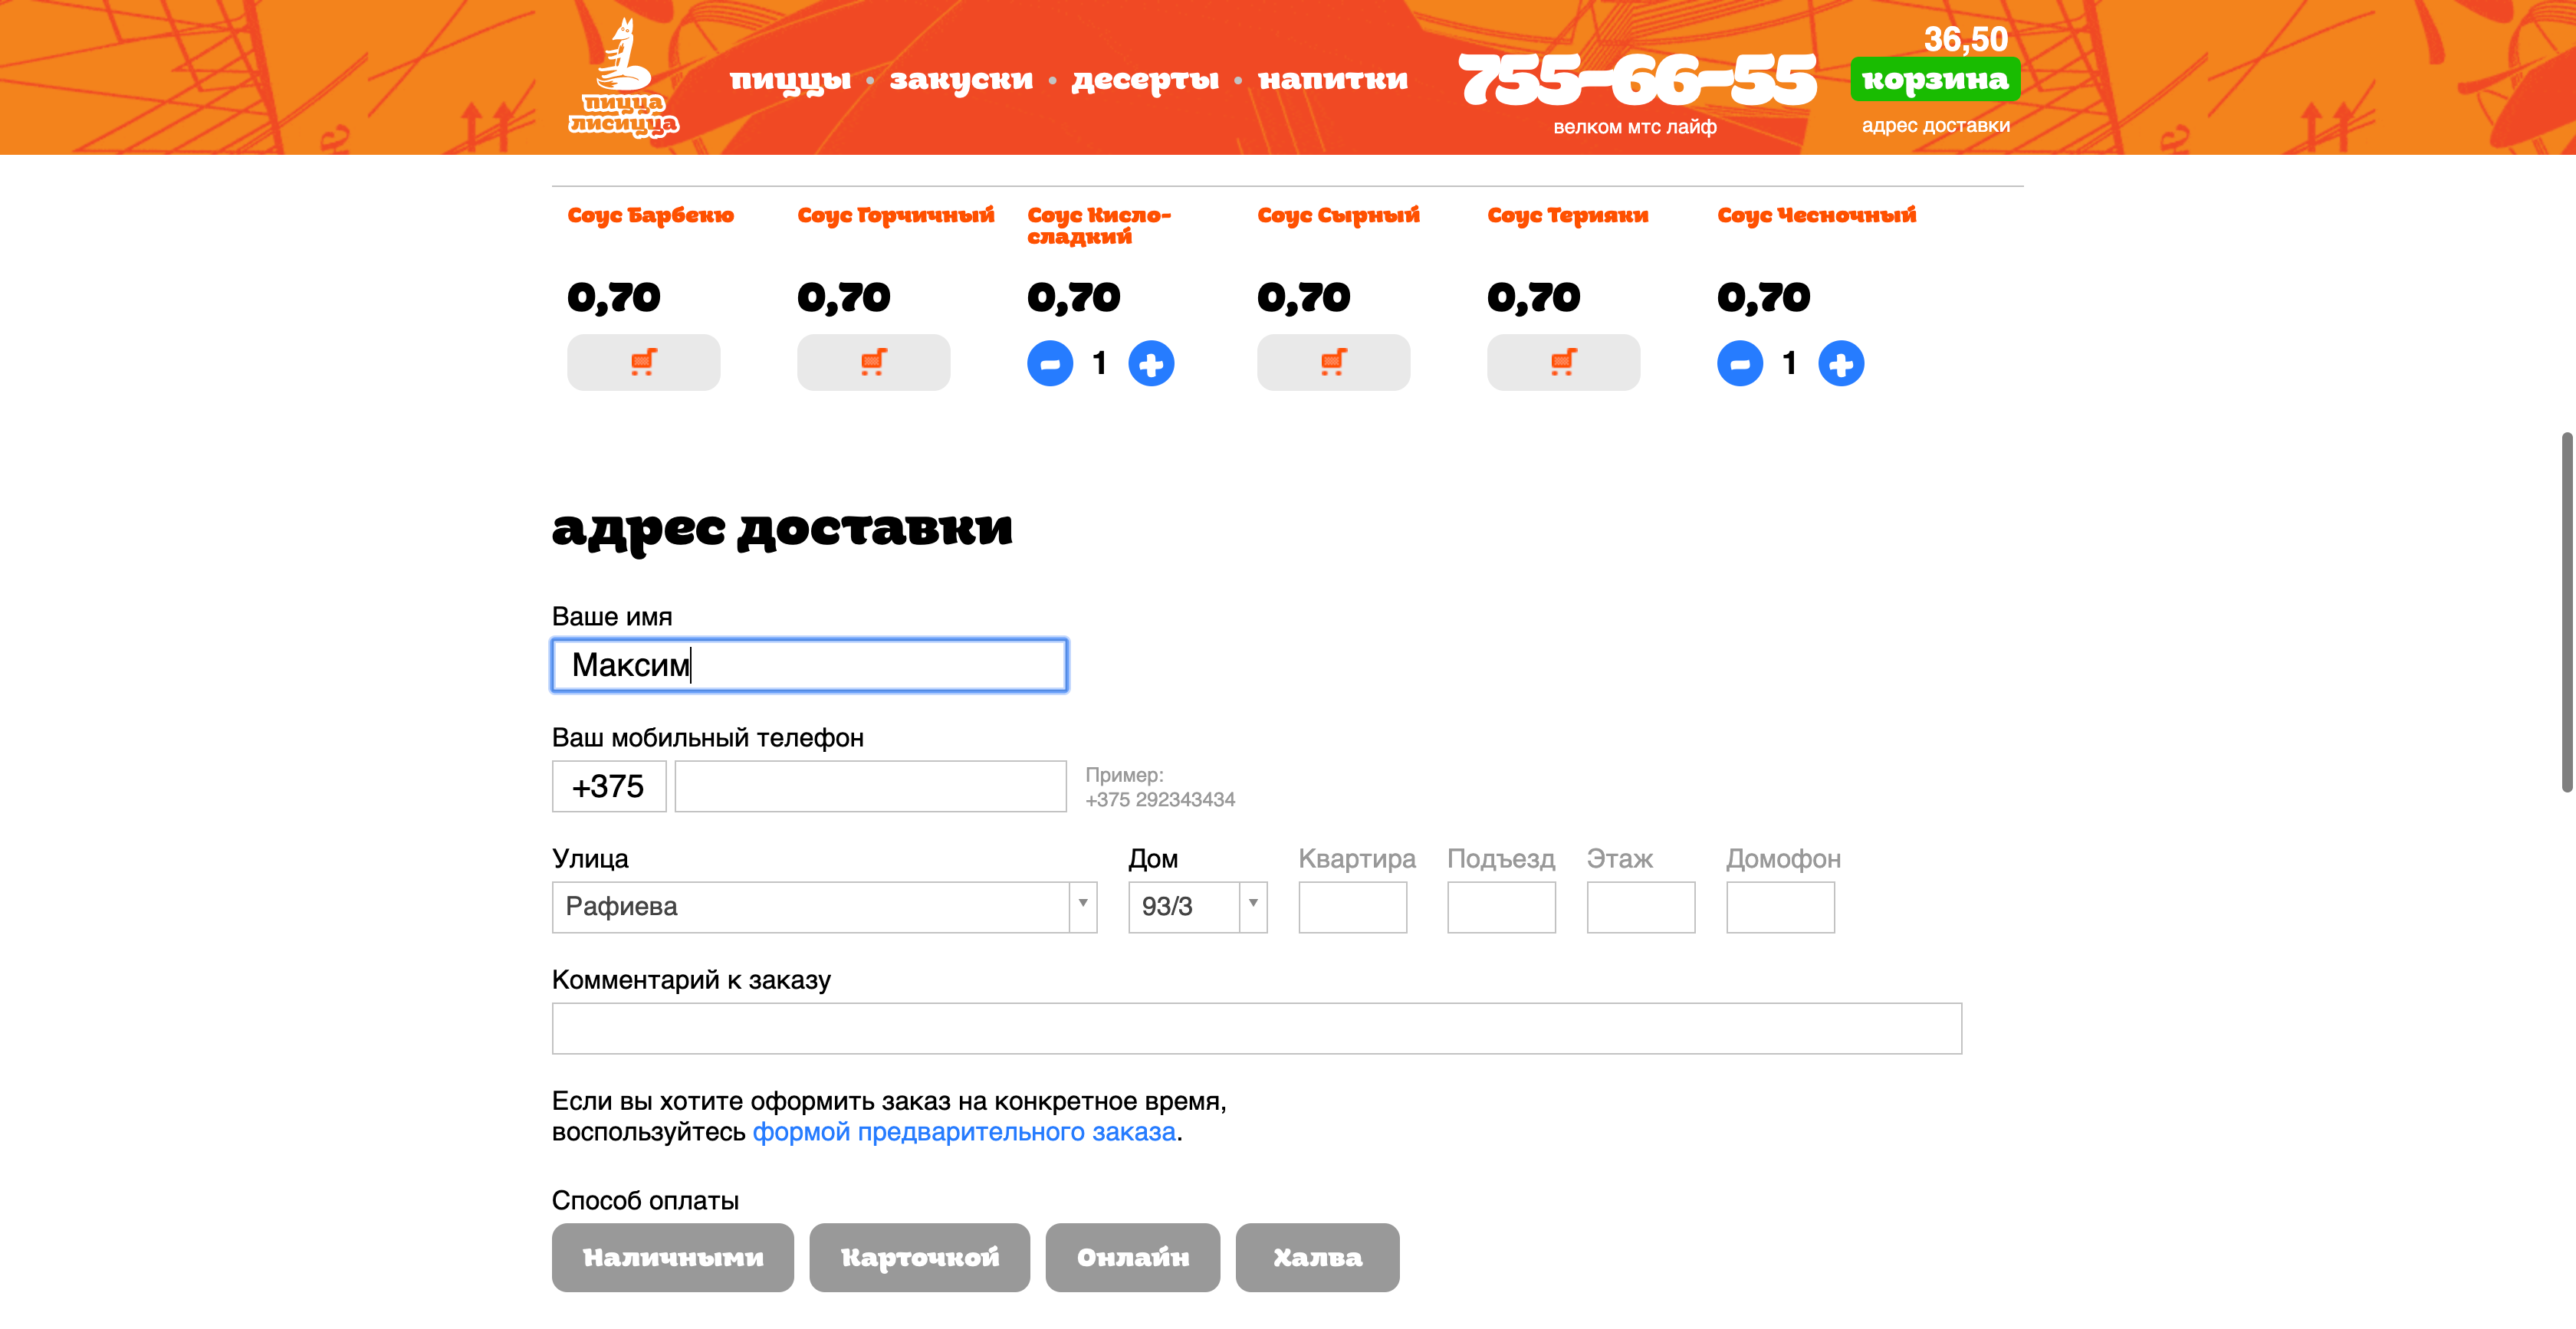 пицца
лисицца
пиццы • закуски • десерты • напитки
755-66-55
велком мтс лайф
36,50
корзина
адрес доставки
Соус Барбекю
0,70
Соус Горчичный
0,70
Соус Кисло-
сладкий
0,70
- 1 +
Соус Сырный
0,70
Соус Терияки
0,70
Соус Чесночный
0,70
- 1 +
адрес доставки
Ваше имя
Максим
Ваш мобильный телефон
+375
Пример:
+375 292343434
Улица
Рафиева
Дом
93/3
Квартира
Подъезд
Этаж
Домофон
Комментарий к заказу
Если вы хотите оформить заказ на конкретное время,
воспользуйтесь формой предварительного заказа.
Способ оплаты
Наличными
Карточкой
Онлайн
Халва